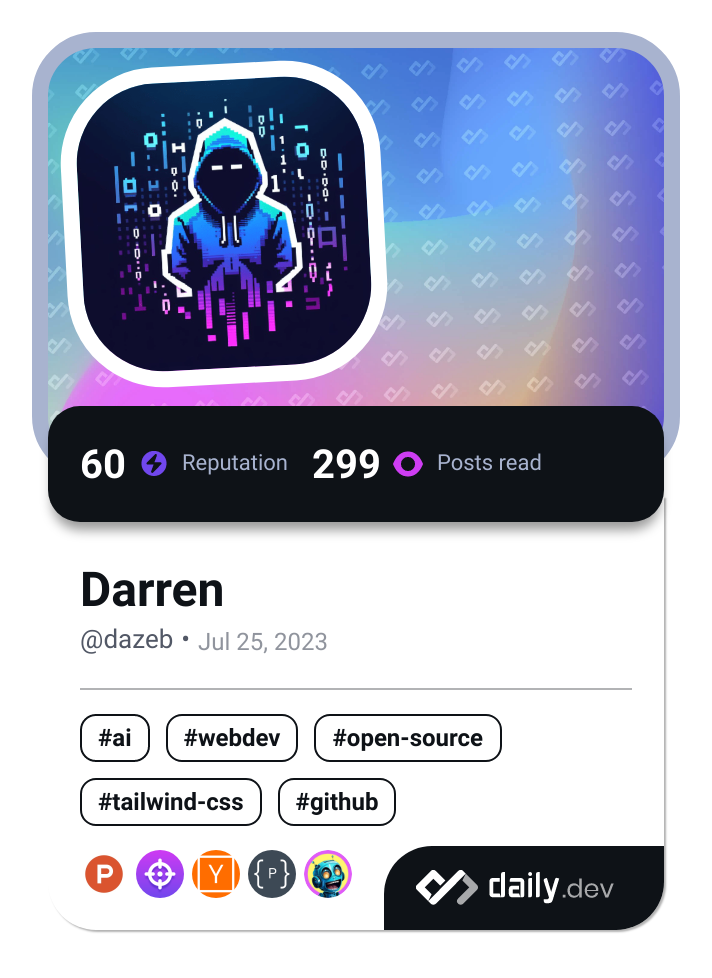 60 Reputation 299 Posts read
Darren
@dazeb • Jul 25, 2023
#ai #webdev #open-source
#tailwind-css #github
P Y {P}
daily.dev